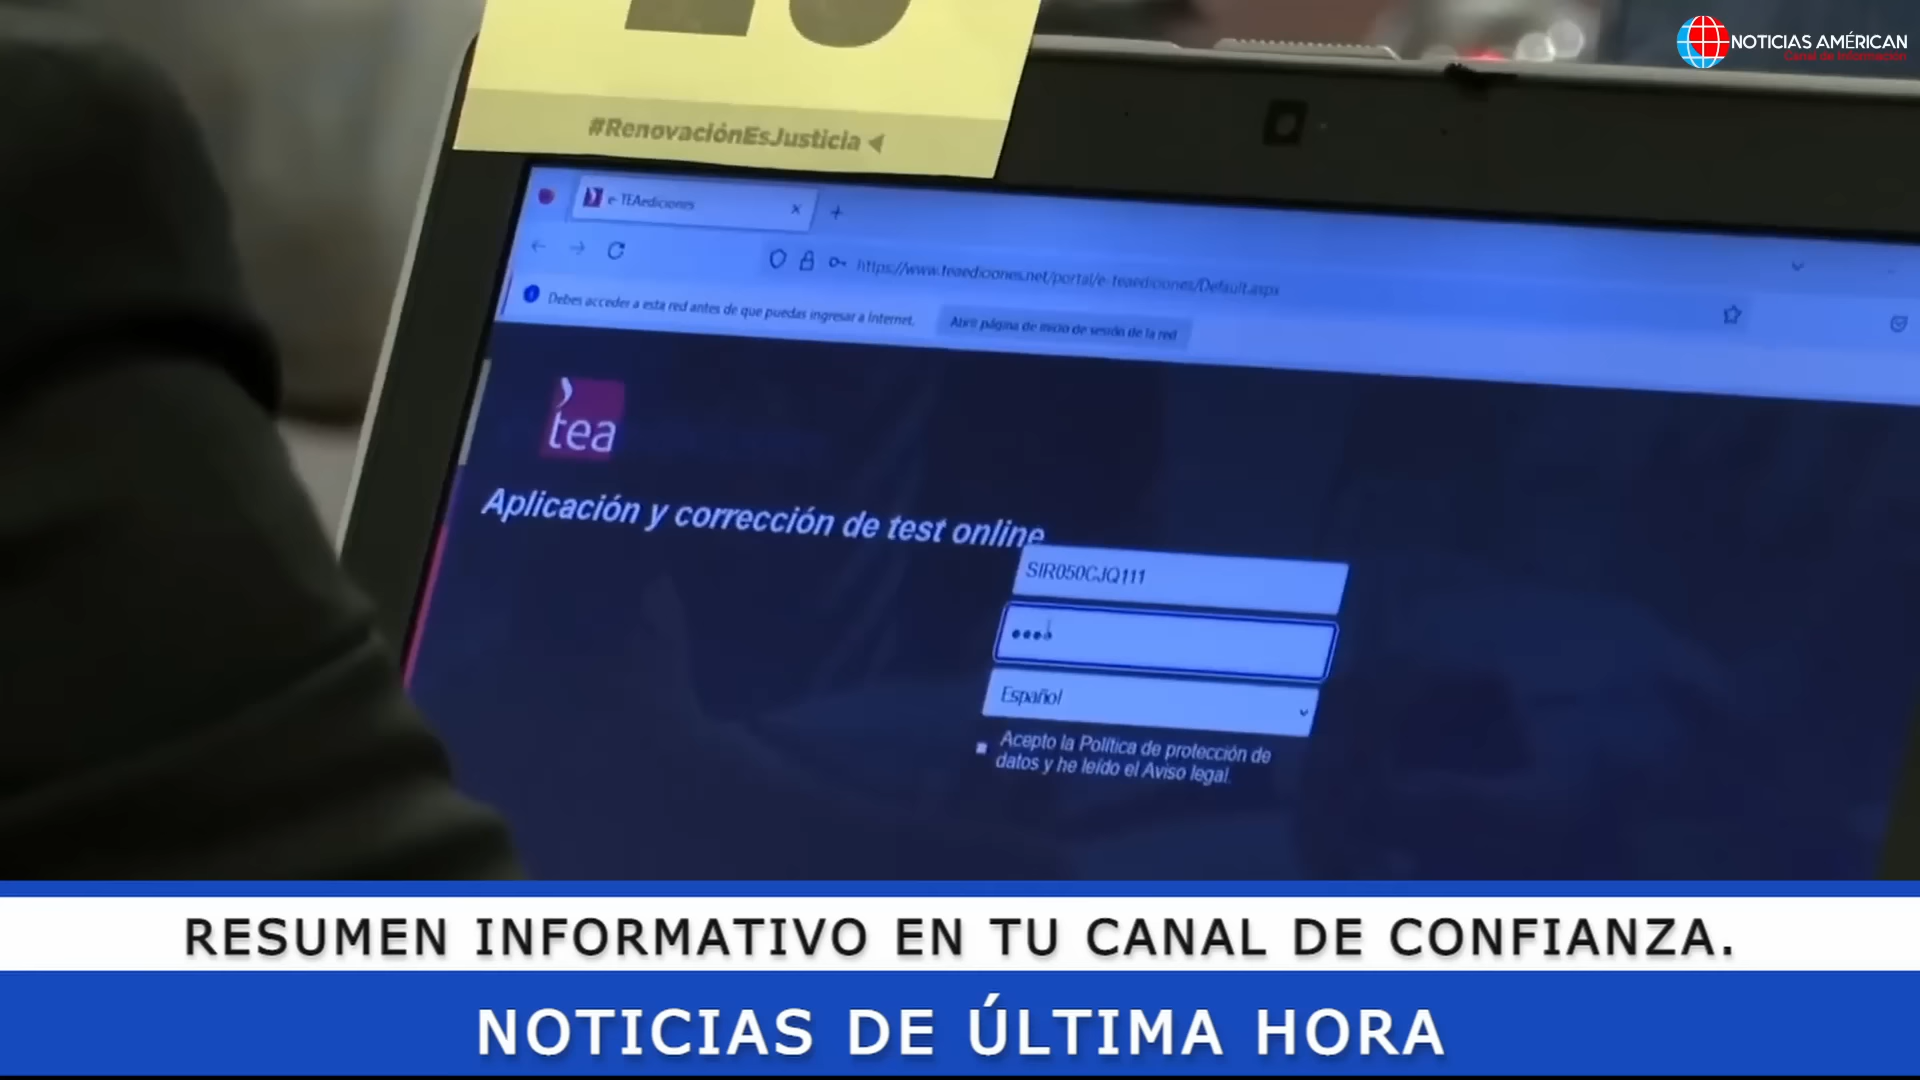 NOTICIAS AMÉRICAN
Canal de Información
#RenovaciónEsJusticia
e-TEAediciones
https://www.teaediciones.net/portal/e-teaediciones/Default.aspx
Debes acceder a esta red antes de que puedas ingresar a Internet.
Abrir página de inicio de sesión de la red
tea
Aplicación y corrección de test online
SIR050CJQ111
Español
Acepto la Política de protección de
datos y he leído el Aviso legal.
RESUMEN INFORMATIVO EN TU CANAL DE CONFIANZA.
NOTICIAS DE ÚLTIMA HORA